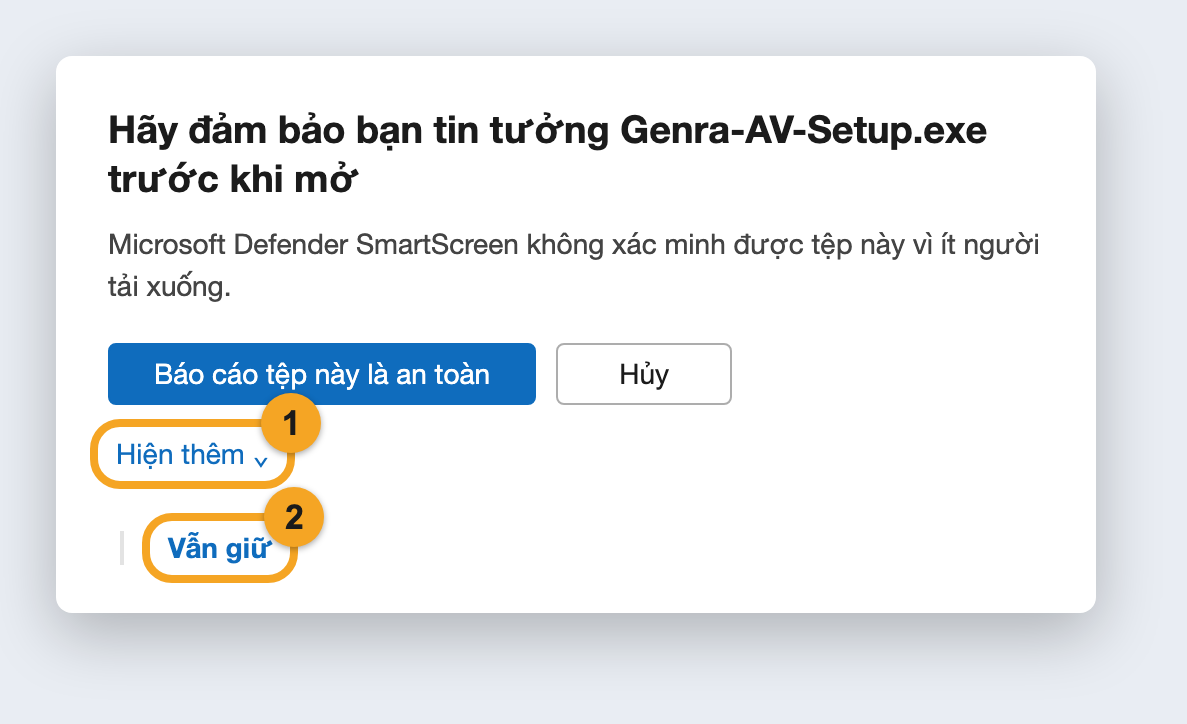 Hãy đảm bảo bạn tin tưởng Genra-AV-Setup.exe
trước khi mở
Microsoft Defender SmartScreen không xác minh được tệp này vì ít người
tải xuống.
Báo cáo tệp này là an toàn
Hủy
1
Hiện thêm
2
Vẫn giữ